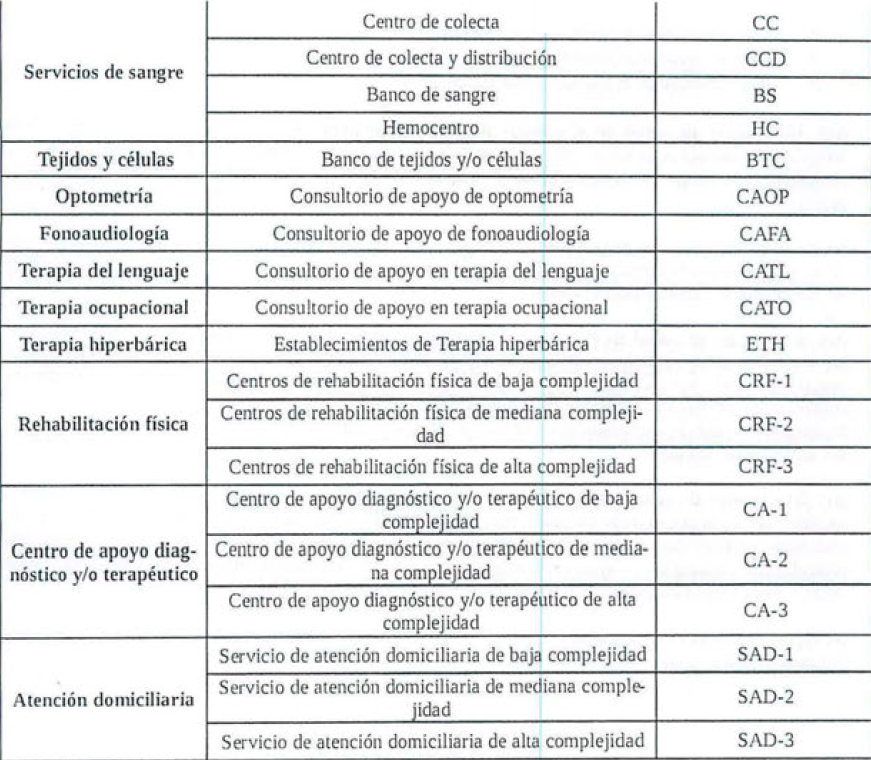 Servicios de sangre
Centro de colecta CC
Centro de colecta y distribución CCD
Banco de sangre BS
Hemocentro HC
Tejidos y células Banco de tejidos y/o células BTC
Optometría Consultorio de apoyo de optometría CAOP
Fonoaudiología Consultorio de apoyo de fonoaudiología CAFA
Terapia del lenguaje Consultorio de apoyo en terapia del lenguaje CATL
Terapia ocupacional Consultorio de apoyo en terapia ocupacional CATO
Terapia hiperbárica Establecimientos de Terapia hiperbárica ETH
Rehabilitación física
Centros de rehabilitación física de baja complejidad CRF-1
Centros de rehabilitación física de mediana compleji-
dad
CRF-2
Centros de rehabilitación física de alta complejidad CRF-3
Centro de apoyo diag-
nóstico y/o terapéutico
Centro de apoyo diagnóstico y/o terapéutico de baja
complejidad
CA-1
Centro de apoyo diagnóstico y/o terapéutico de media-
na complejidad
CA-2
Centro de apoyo diagnóstico y/o terapéutico de alta
complejidad
CA-3
Atención domiciliaria
Servicio de atención domiciliaria de baja complejidad SAD-1
Servicio de atención domiciliaria de mediana comple-
jidad
SAD-2
Servicio de atención domiciliaria de alta complejidad SAD-3